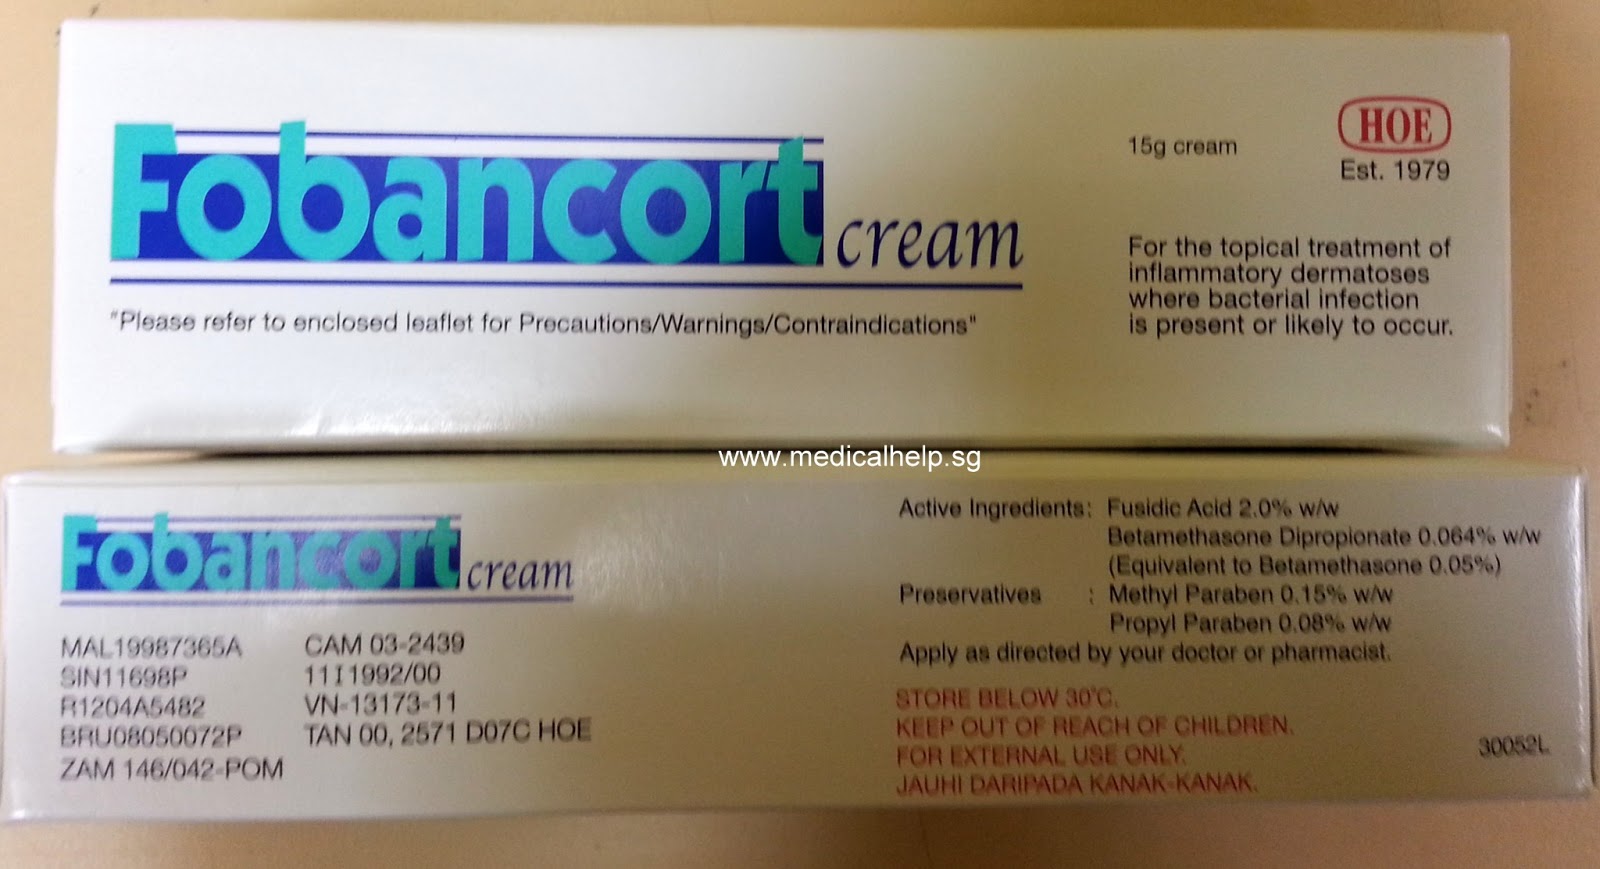 Fobancort cream
"Please refer to enclosed leaflet for Precautions/Warnings/Contraindications"
15g cream
HOE
Est. 1979
For the topical treatment of
inflammatory dermatoses
where bacterial infection
is present or likely to occur.
www.medicalhelp.sg
Fobancort cream
MAL19987365A
SIN11698P
R1204A5482
BRU08050072P
ZAM 146/042-POM
CAM 03-2439
11I1992/00
VN-13173-11
TAN 00, 2571 D07C HOE
Active Ingredients: Fusidic Acid 2.0% w/w
Betamethasone Dipropionate 0.064% w/w
(Equivalent to Betamethasone 0.05%)
Preservatives : Methyl Paraben 0.15% w/w
Propyl Paraben 0.08% w/w
Apply as directed by your doctor or pharmacist.
STORE BELOW 30°C.
KEEP OUT OF REACH OF CHILDREN.
FOR EXTERNAL USE ONLY.
JAUHI DARIPADA KANAK-KANAK.
30052L